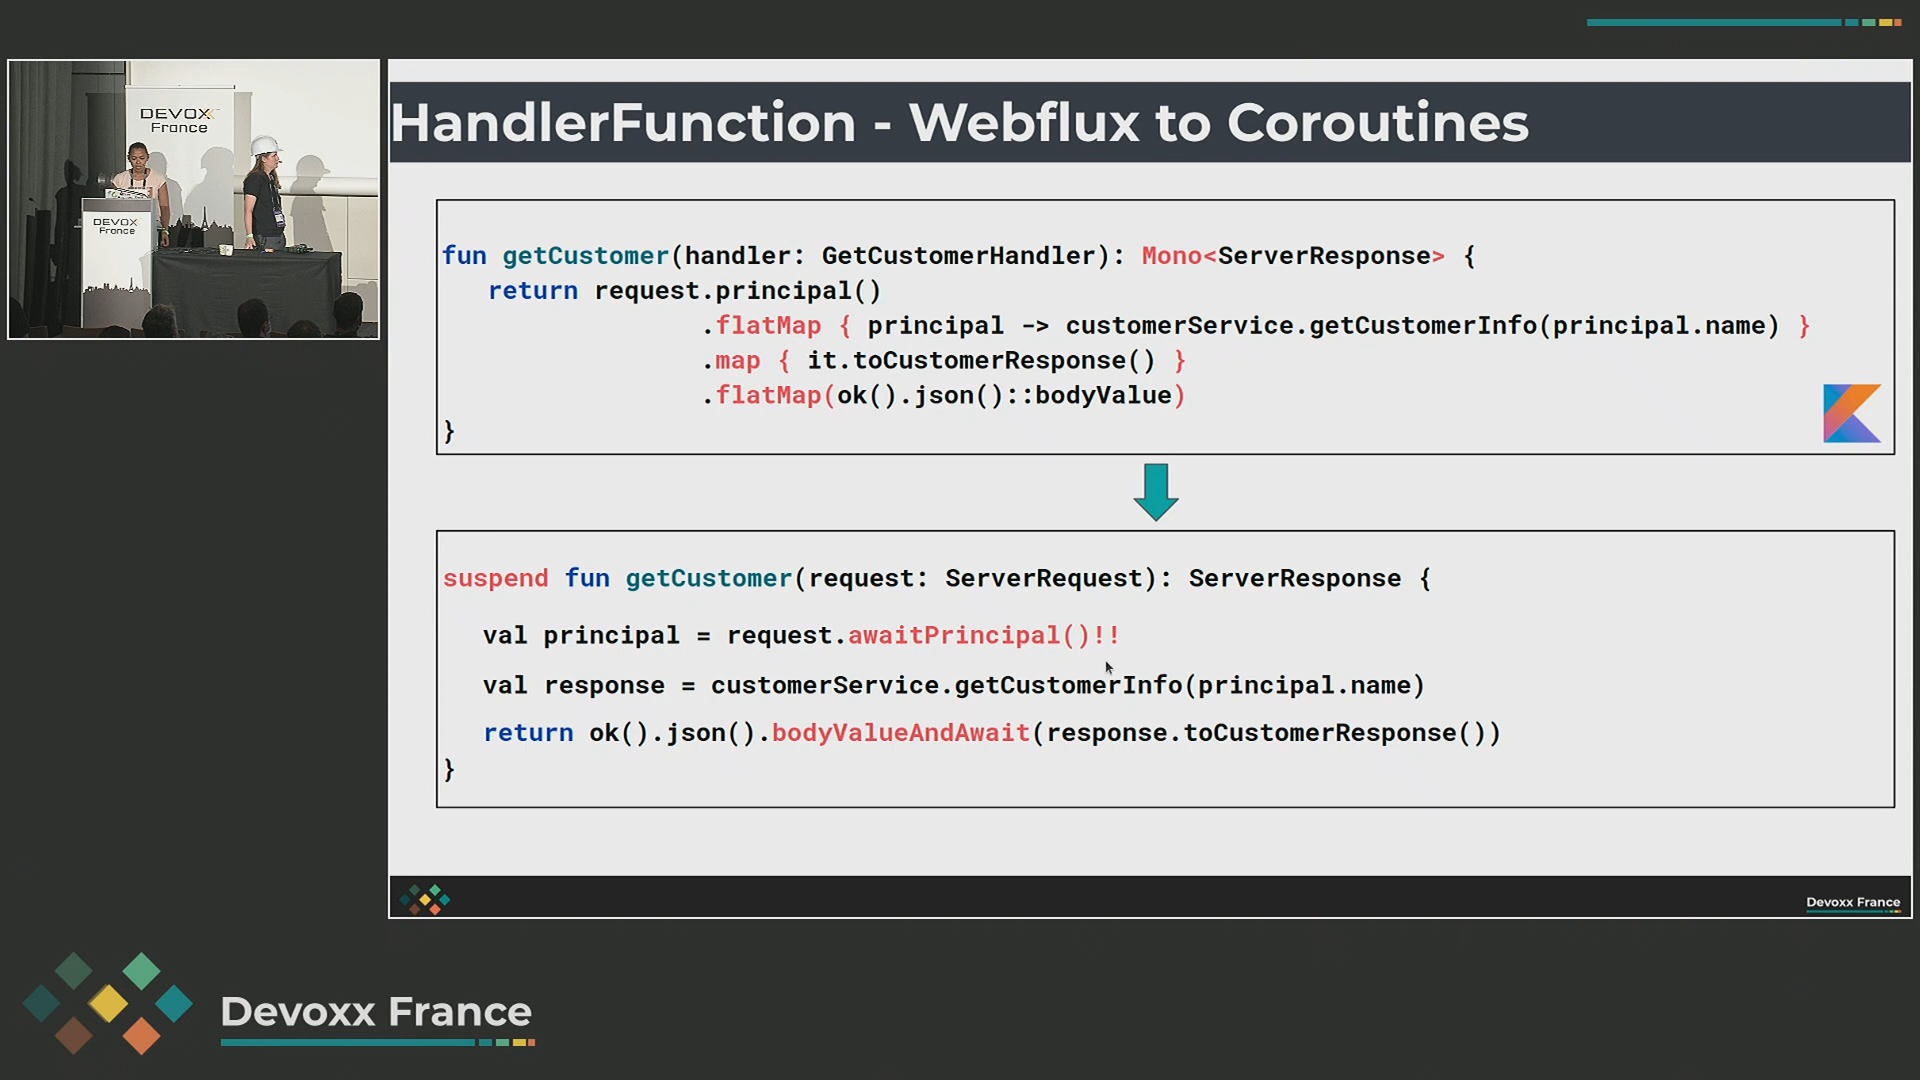 DEVOXX
France
DEVOXX
France
HandlerFunction - Webflux to Coroutines
fun getCustomer(handler: GetCustomerHandler): Mono<ServerResponse> {
return request.principal()
.flatMap { principal -> customerService.getCustomerInfo(principal.name) }
.map { it.toCustomerResponse() }
.flatMap(ok().json()::bodyValue)
}
suspend fun getCustomer(request: ServerRequest): ServerResponse {
val principal = request.awaitPrincipal()!!
val response = customerService.getCustomerInfo(principal.name)
return ok().json().bodyValueAndAwait(response.toCustomerResponse())
}
Devoxx France
Devoxx France